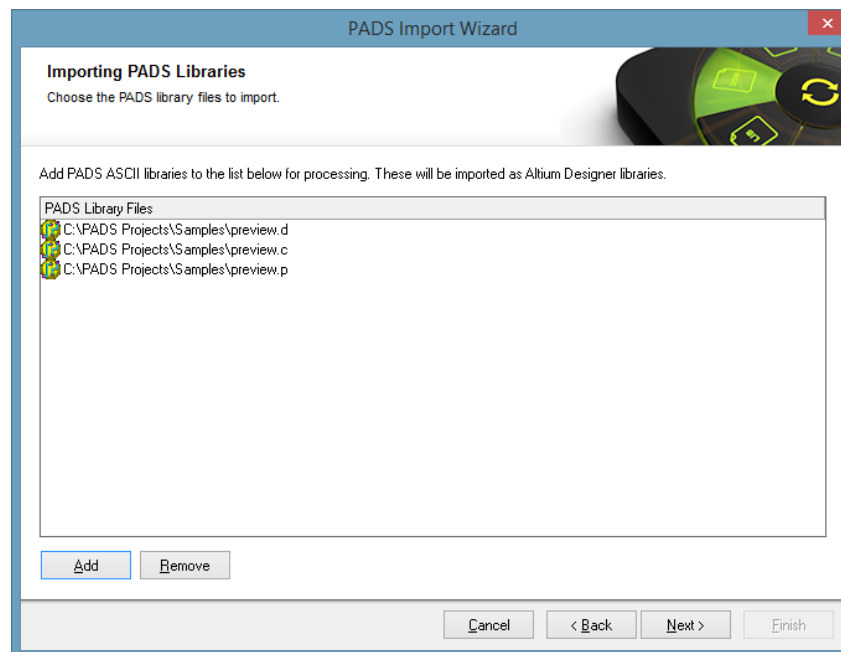 PADS Import Wizard
Importing PADS Libraries
Choose the PADS library files to import.
Add PADS ASCII libraries to the list below for processing. These will be imported as Altium Designer libraries.
PADS Library Files
C:\PADS Projects\Samples\preview.d
C:\PADS Projects\Samples\preview.c
C:\PADS Projects\Samples\preview.p
Add
Remove
Cancel
< Back
Next >
Finish